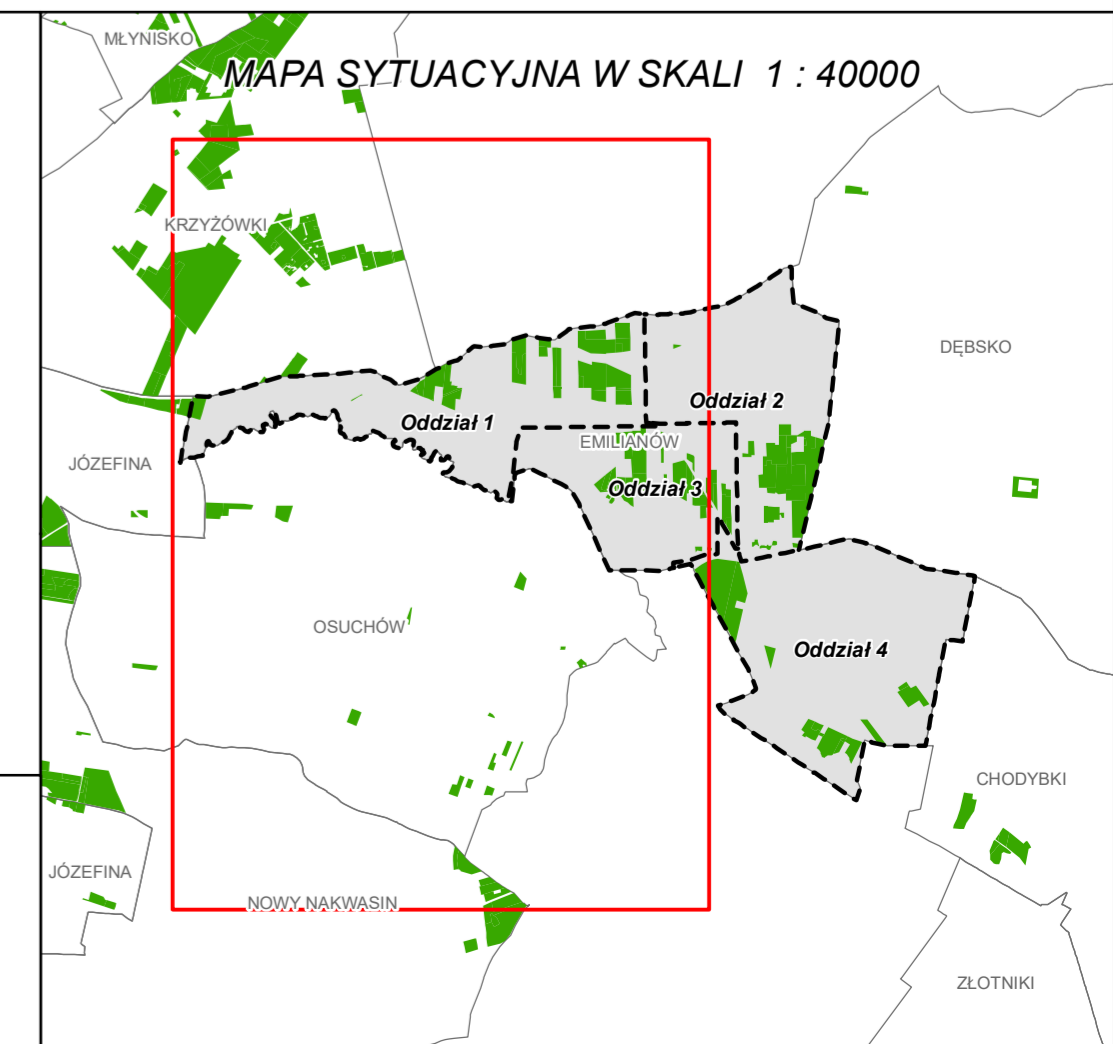 MŁYNISKO
MAPA SYTUACYJNA W SKALI 1 : 40000
KRZYŻÓWKI
DĘBSKO
Oddział 2
Oddział 1
EMILIANÓW
JÓZEFINA
Oddział 3
OSUCHÓW
Oddział 4
CHODYBKI
JÓZEFINA
NOWY NAKWASIN
ZŁOTNIKI